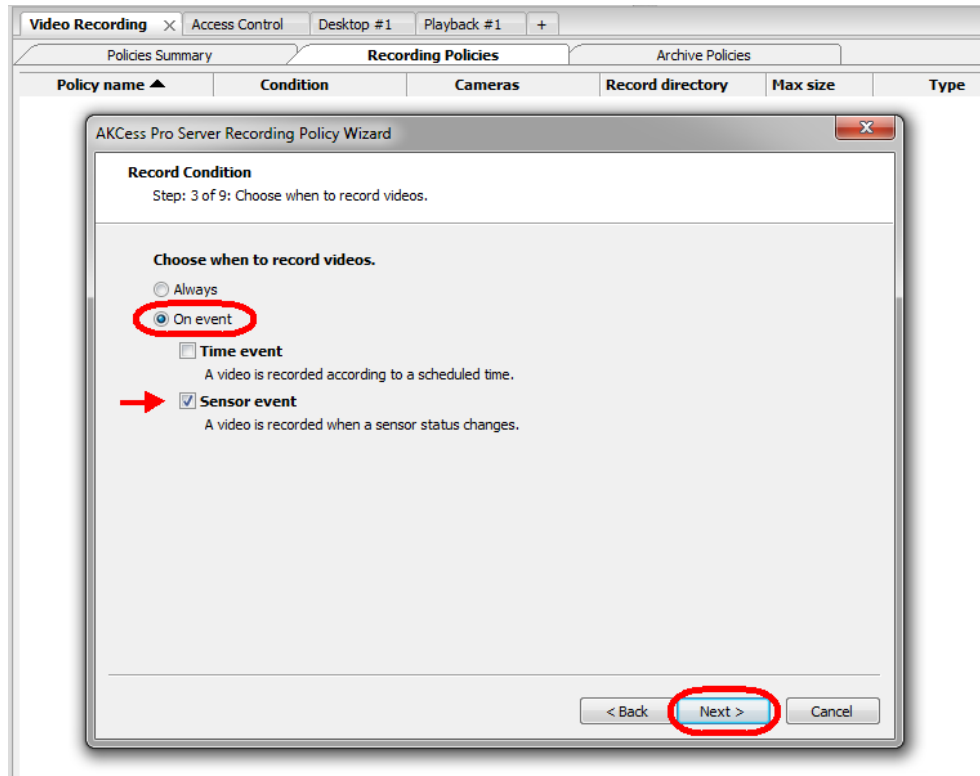 Video Recording X Access Control Desktop #1 Playback #1 +
Policies Summary Recording Policies Archive Policies
Policy name Condition Cameras Record directory Max size Type
AKCess Pro Server Recording Policy Wizard
Record Condition
Step: 3 of 9: Choose when to record videos.
Choose when to record videos.
Always
On event
Time event
A video is recorded according to a scheduled time.
Sensor event
A video is recorded when a sensor status changes.
< Back Next > Cancel